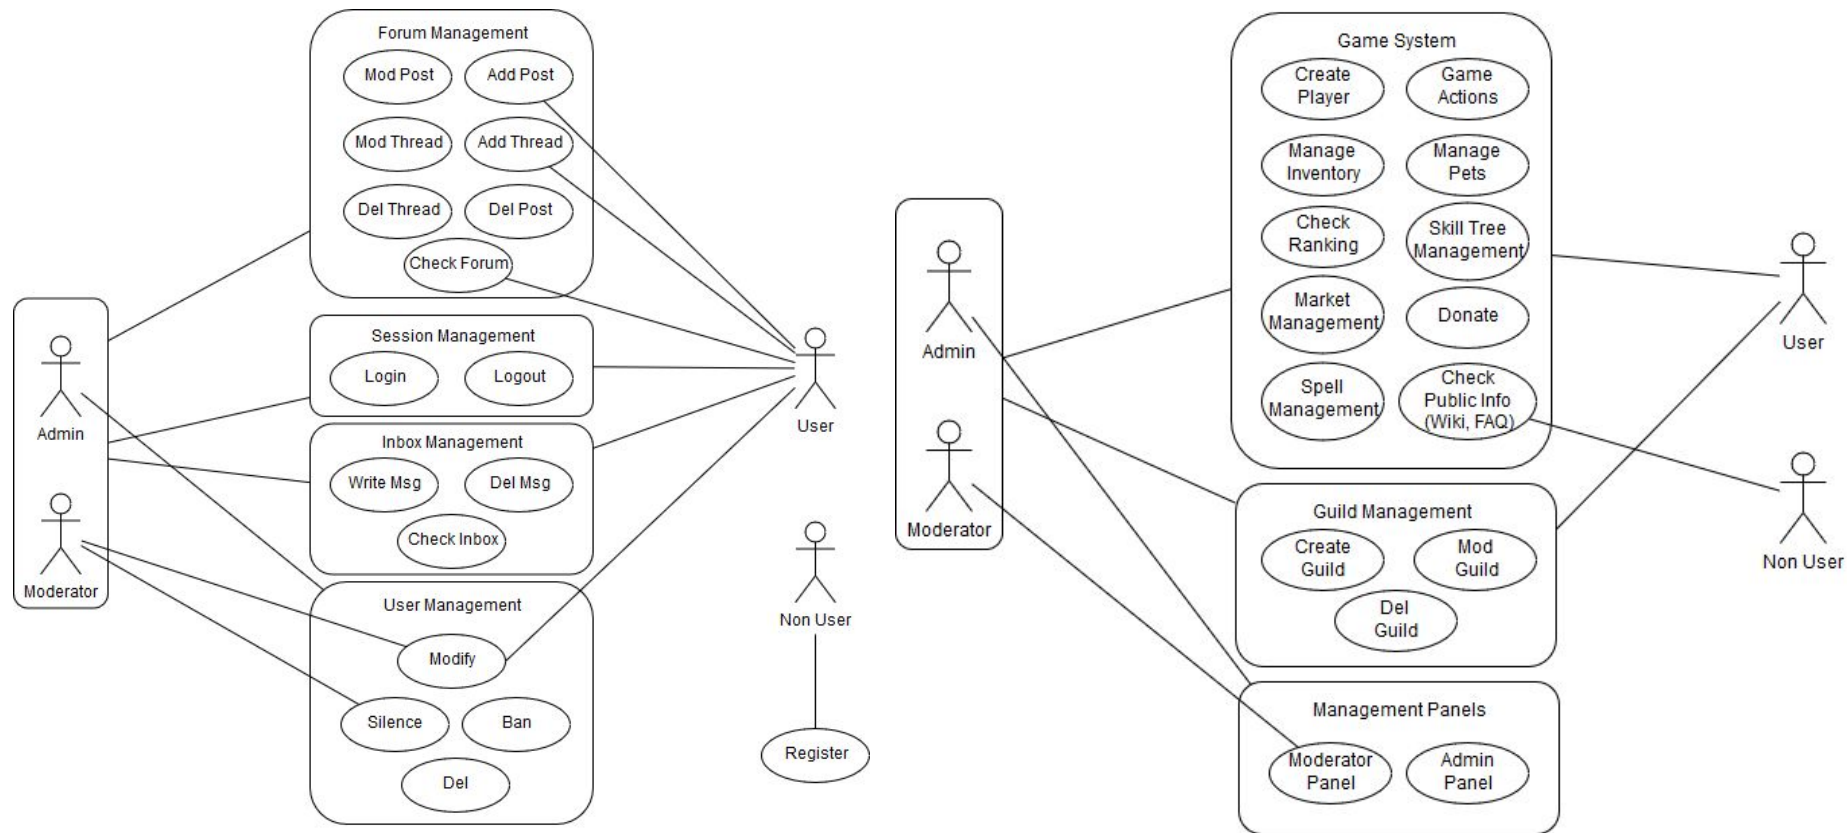 Forum Management
Mod Post
Add Post
Mod Thread
Add Thread
Del Thread
Del Post
Check Forum
Session Management
Login
Logout
Inbox Management
Write Msg
Del Msg
Check Inbox
User Management
Modify
Silence
Ban
Del
Admin
Moderator
User
Non User
Register
Game System
Create
Player
Game
Actions
Manage
Inventory
Manage
Pets
Check
Ranking
Skill Tree
Management
Market
Management
Donate
Spell
Management
Check
Public Info
(Wiki, FAQ)
Guild Management
Create
Guild
Mod
Guild
Del
Guild
Management Panels
Moderator
Panel
Admin
Panel
Admin
Moderator
User
Non User